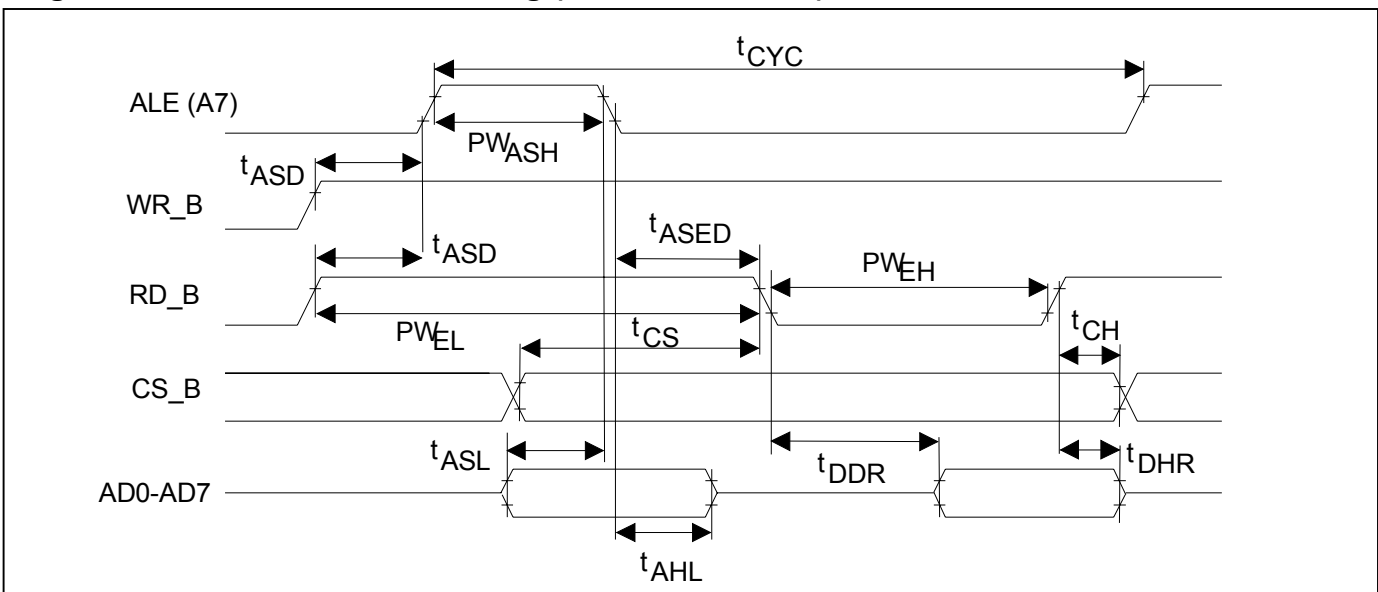 tCYC
ALE (A7)
PWASH
tASD
WR_B
tASED
tASD
PWEH
RD_B
PWEL
tCS
tCH
CS_B
tASL
tDDR
tDHR
AD0-AD7
tAHL